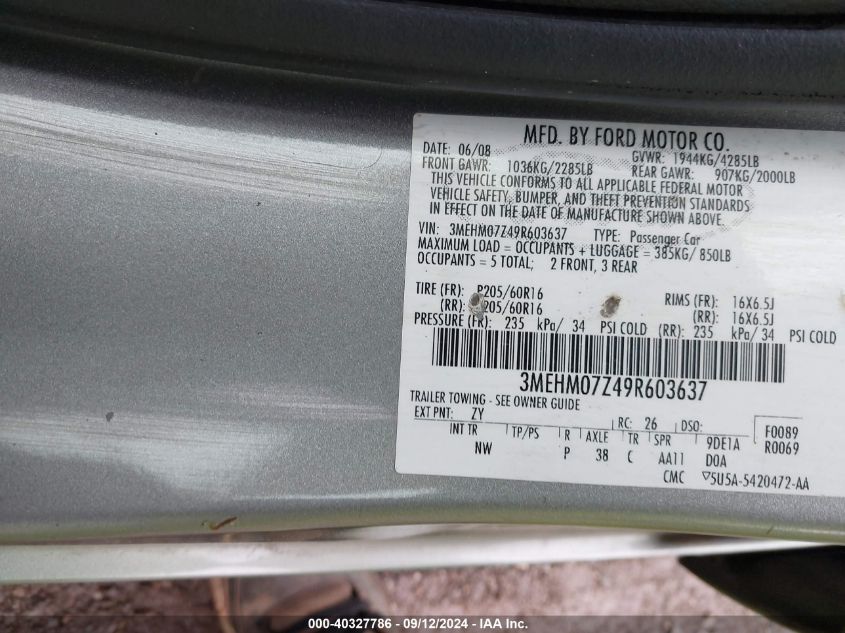 MFD. BY FORD MOTOR CO.
DATE: 06/08 GVWR: 1944KG/4285LB
FRONT GAWR: 1036KG/2285LB REAR GAWR: 907KG/2000LB
THIS VEHICLE CONFORMS TO ALL APPLICABLE FEDERAL MOTOR
VEHICLE SAFETY, BUMPER, AND THEFT PREVENTION STANDARDS
IN EFFECT ON THE DATE OF MANUFACTURE SHOWN ABOVE.
VIN: 3MEHM07Z49R603637 TYPE: Passenger Car
MAXIMUM LOAD = OCCUPANTS + LUGGAGE = 385KG/ 850LB
OCCUPANTS = 5 TOTAL; 2 FRONT, 3 REAR
TIRE (FR): P205/60R16 RIMS (FR): 16X6.5J
(RR): 205/60R16 (RR): 16X6.5J
PRESSURE (FR): 235 kPa/ 34 PSI COLD (RR): 235 kPa/ 34 PSI COLD
3MEHM07Z49R603637
TRAILER TOWING - SEE OWNER GUIDE
EXT PNT: ZY RC: 26 DSO: F0089
INT TR TP/PS R AXLE TR SPR 9DE1A R0069
NW P 38 C AA11 DOA
CMC ▽5U5A-5420472-AA
000-40327786 - 09/12/2024 - IAA Inc.